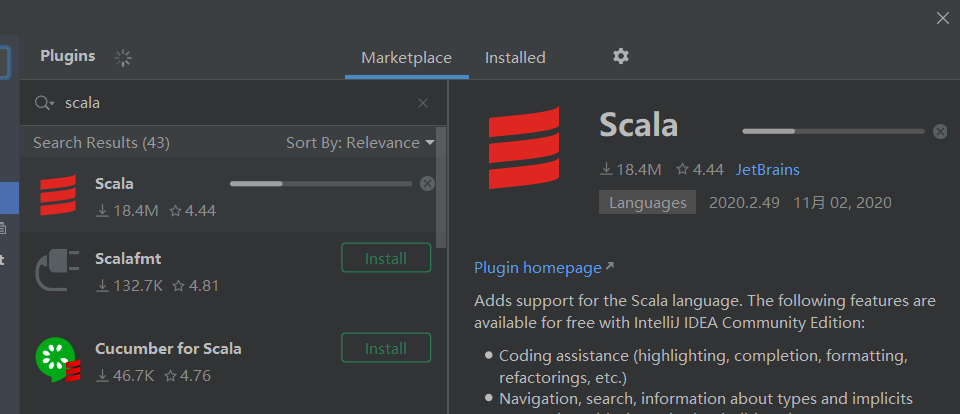 Plugins
Marketplace
Installed
scala
Search Results (43)
Sort By: Relevance
Scala
18.4M
4.44
Scalafmt
132.7K
4.81
Install
Cucumber for Scala
46.7K
4.76
Install
Scala
18.4M
4.44
JetBrains
Languages
2020.2.49
11月 02, 2020
Plugin homepage
Adds support for the Scala language. The following features are
available for free with IntelliJ IDEA Community Edition:
Coding assistance (highlighting, completion, formatting,
refactorings, etc.)
Navigation, search, information about types and implicits